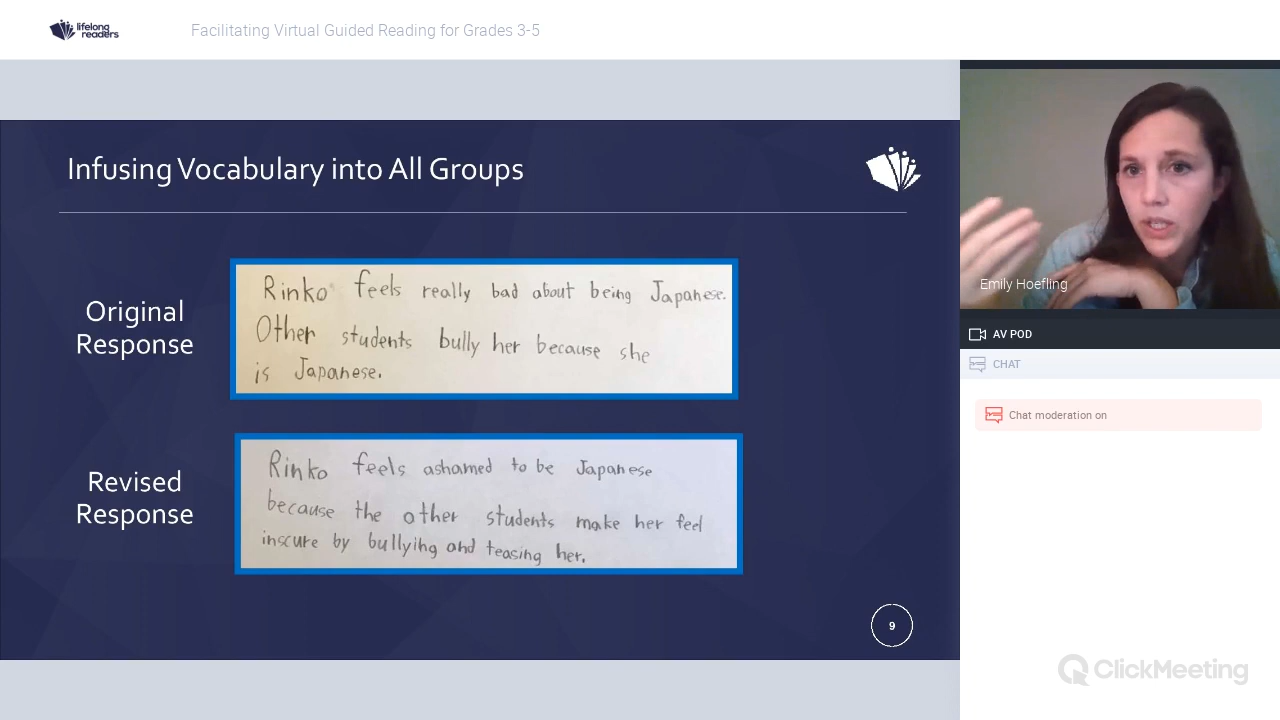 lifelong
readers
Facilitating Virtual Guided Reading for Grades 3-5
Infusing Vocabulary into All Groups
Original
Response
Rinko feels really bad about being Japanese.
Other students bully her because she
is Japanese.
Revised
Response
Rinko feels ashamed to be Japanese
because the other students make her feel
inscure by bullying and teasing her.
9
Emily Hoefling
AV POD
CHAT
Chat moderation on
ClickMeeting